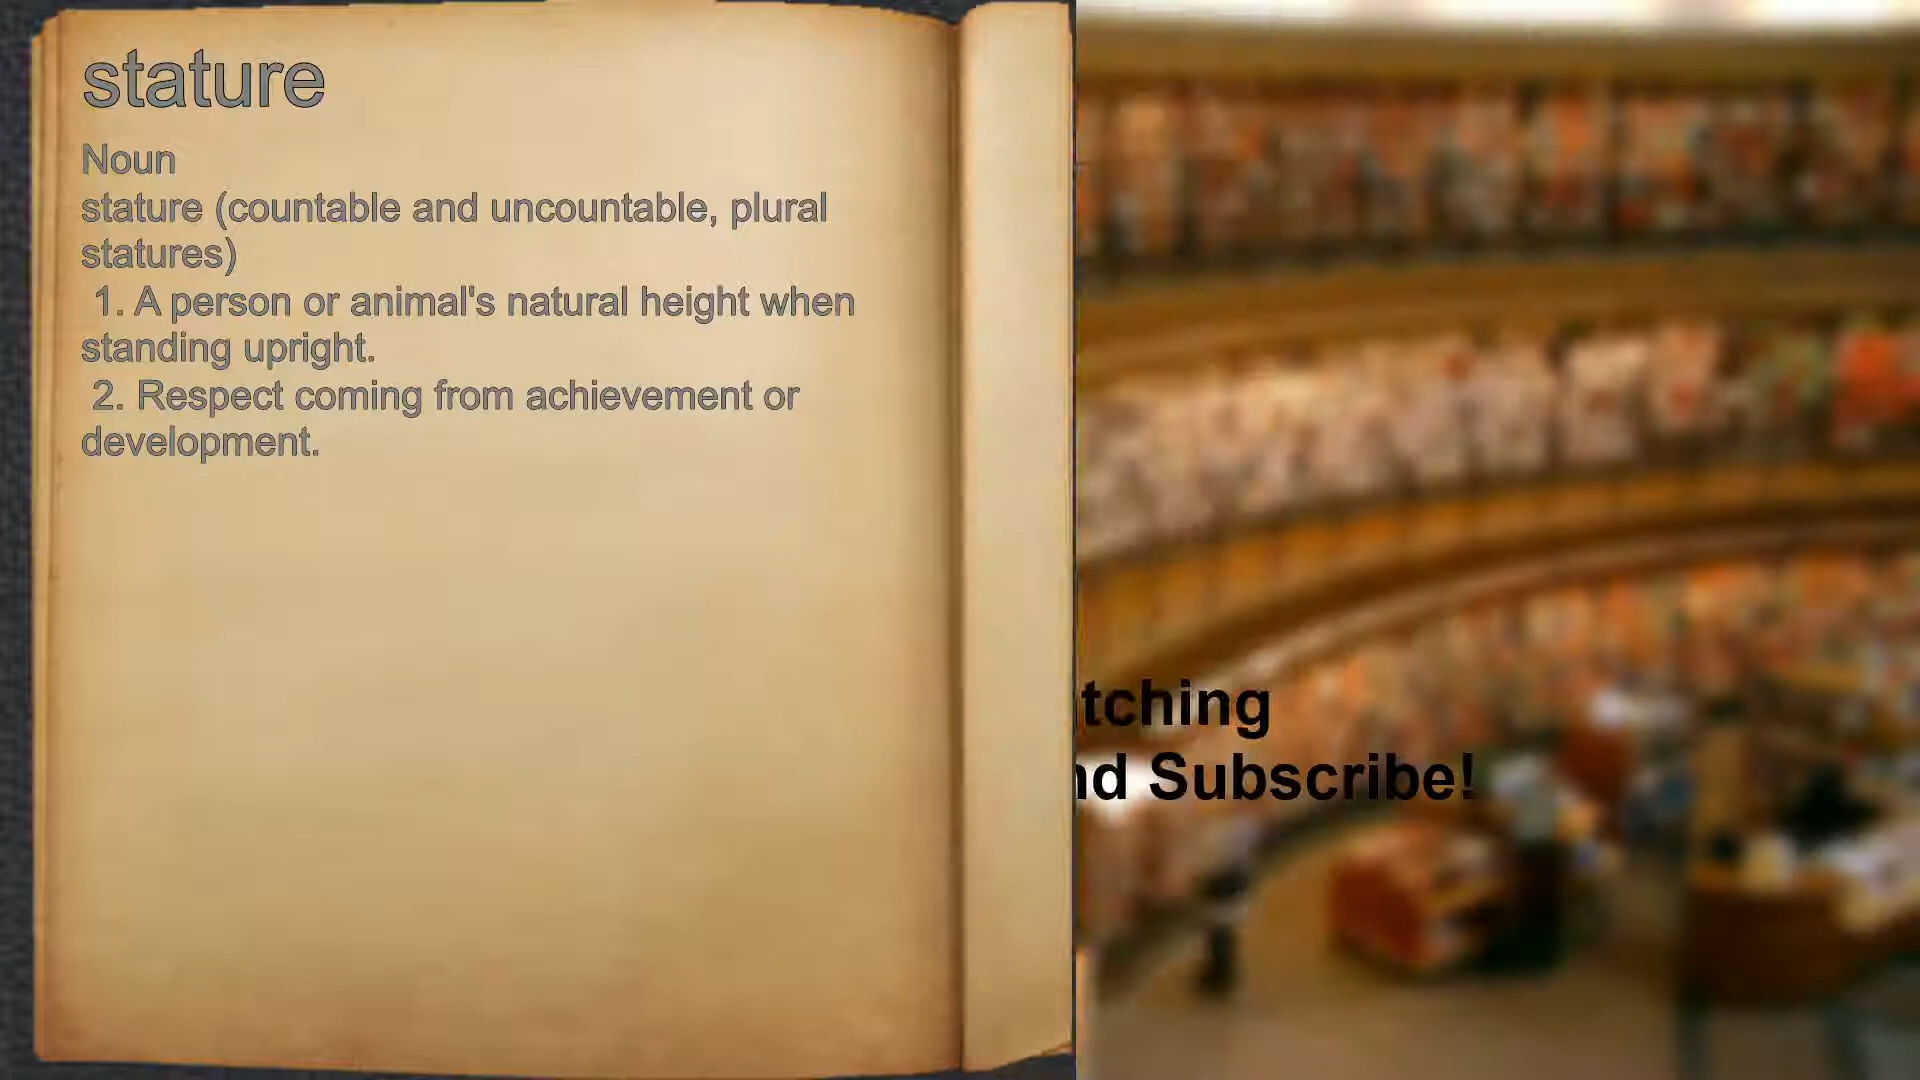 stature
Noun
stature (countable and uncountable, plural
statures)
1. A person or animal's natural height when
standing upright.
2. Respect coming from achievement or
development.
tching
nd Subscribe!